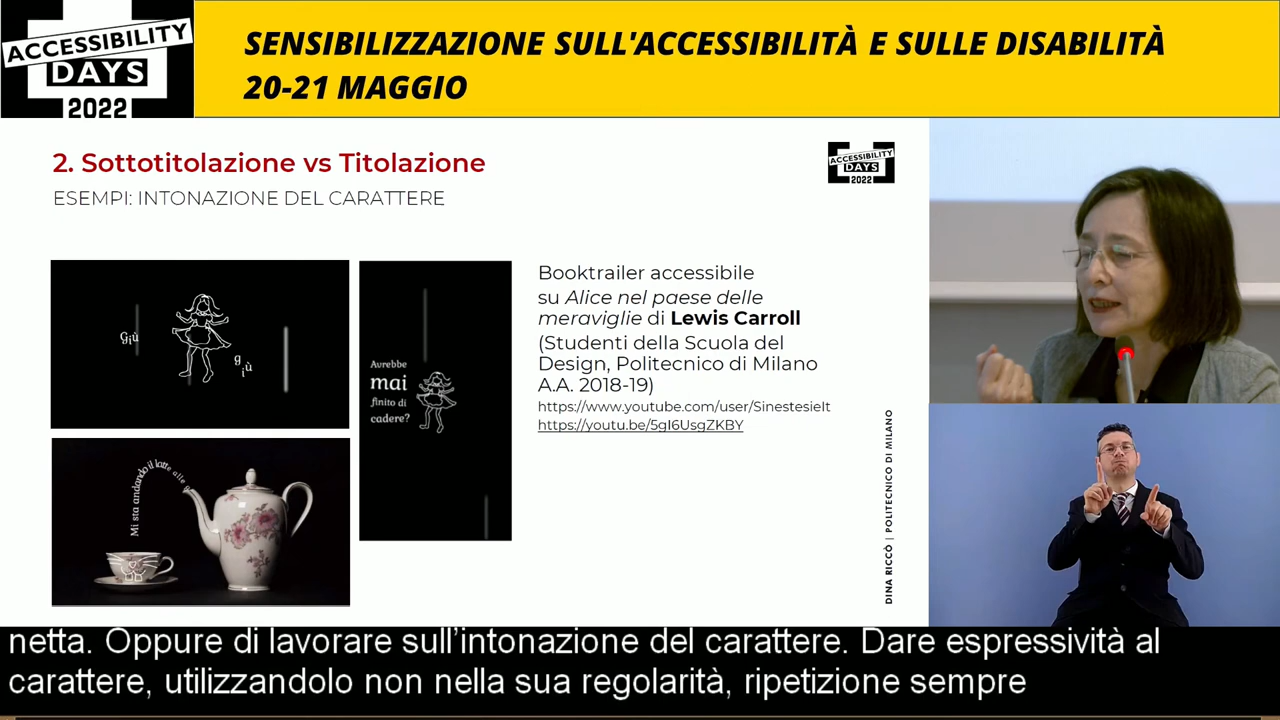 ACCESSIBILITY
DAYS
2022
SENSIBILIZZAZIONE SULL'ACCESSIBILITÀ E SULLE DISABILITÀ
20-21 MAGGIO
2. Sottotitolazione vs Titolazione
ESEMPI: INTONAZIONE DEL CARATTERE
ACCESSIBILITY
DAYS
2022
Giù
giù
Avrebbe
mai
finito di
cadere?
Mi sta andando il latte alle
Booktrailer accessibile
su Alice nel paese delle
meraviglie di Lewis Carroll
(Studenti della Scuola del
Design, Politecnico di Milano
A.A. 2018-19)
https://www.youtube.com/user/SinestesieIt
https://youtu.be/5gI6UsgZKBY
DINA RICCÒ | POLITECNICO DI MILANO
netta. Oppure di lavorare sull'intonazione del carattere. Dare espressività al
carattere, utilizzandolo non nella sua regolarità, ripetizione sempre